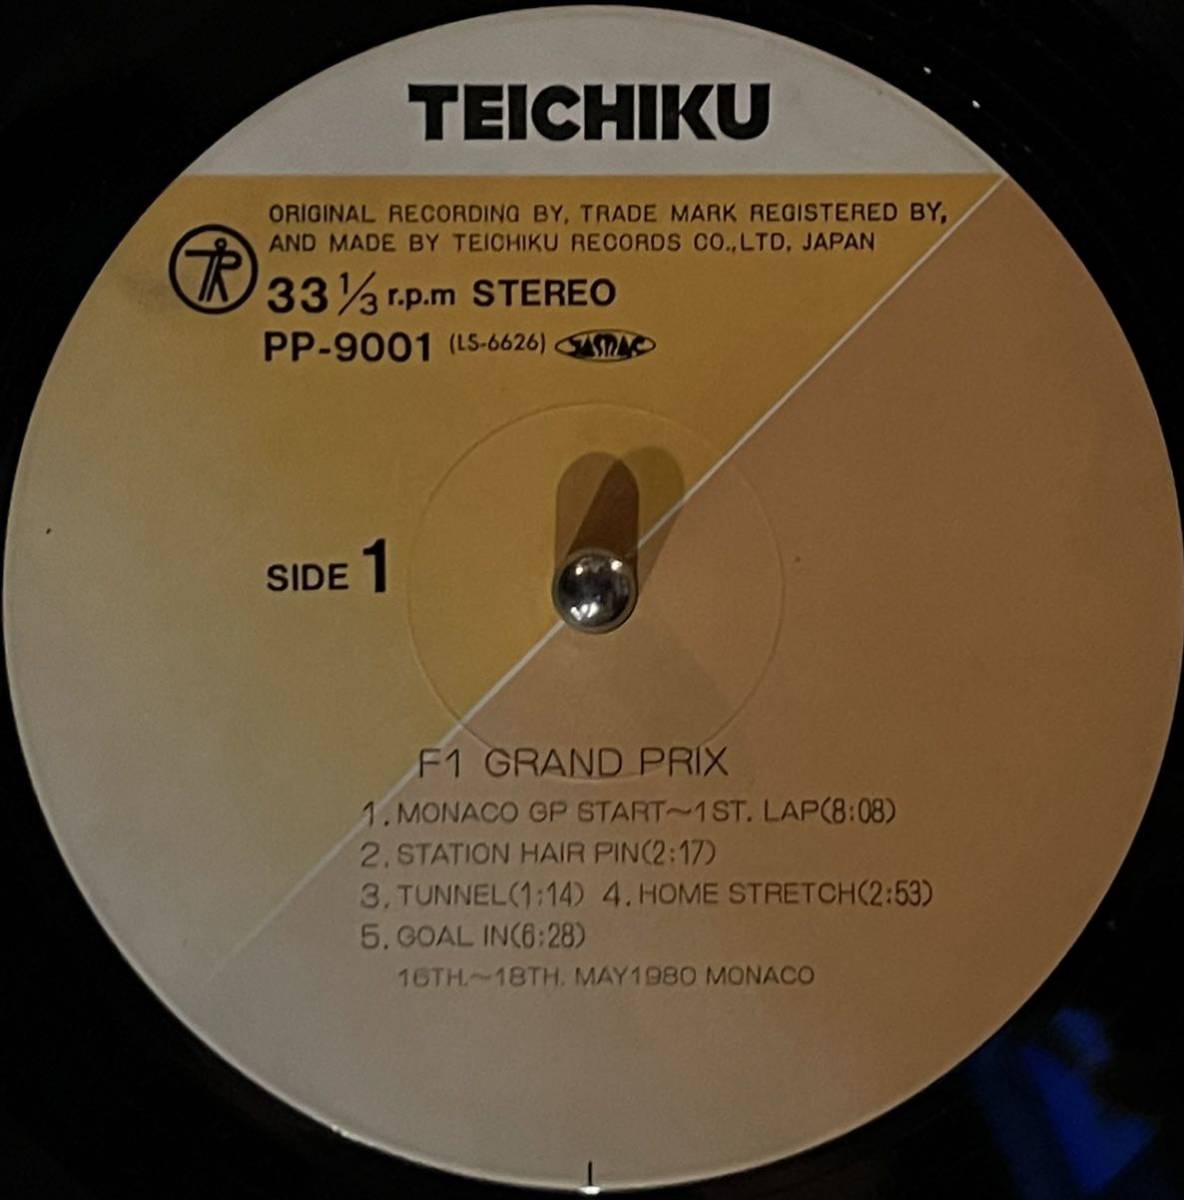 TEICHIKU
ORIGINAL RECORDING BY, TRADE MARK REGISTERED BY,
AND MADE BY TEICHIKU RECORDS CO.,LTD, JAPAN
33 1/3 r.p.m STEREO
PP-9001 (LS-6626)
SIDE 1
F1 GRAND PRIX
1. MONACO GP START~1ST. LAP(8:08)
2. STATION HAIR PIN(2:17)
3. TUNNEL(1:14) 4. HOME STRETCH(2:53)
5. GOAL IN(6:28)
16TH.~18TH. MAY1980 MONACO